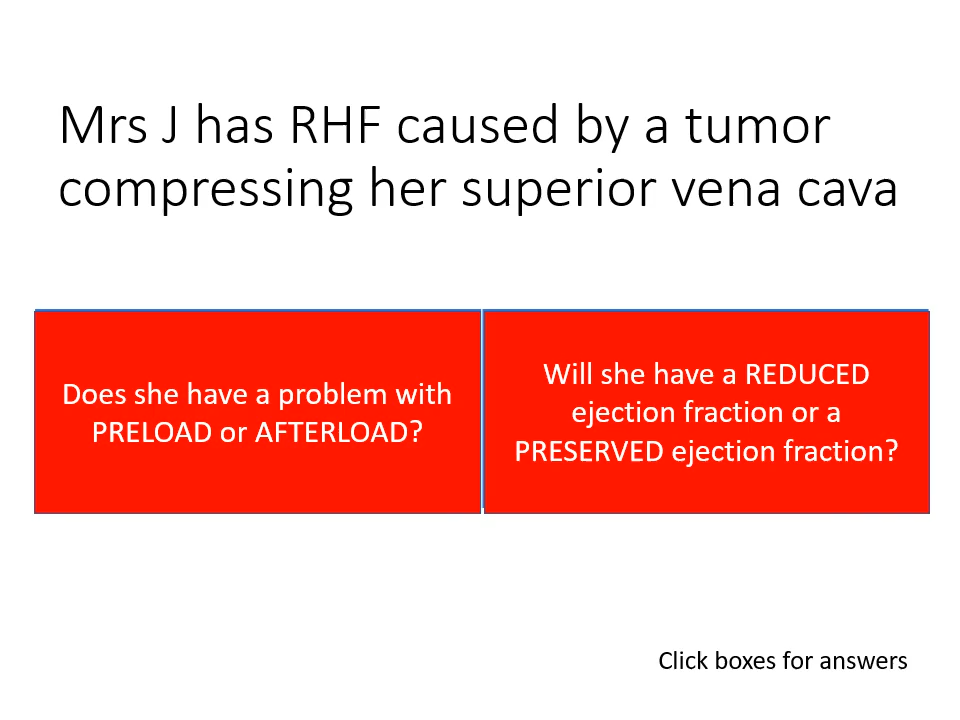 Mrs J has RHF caused by a tumor
compressing her superior vena cava
Does she have a problem with
PRELOAD or AFTERLOAD?
Will she have a REDUCED
ejection fraction or a
PRESERVED ejection fraction?
Click boxes for answers